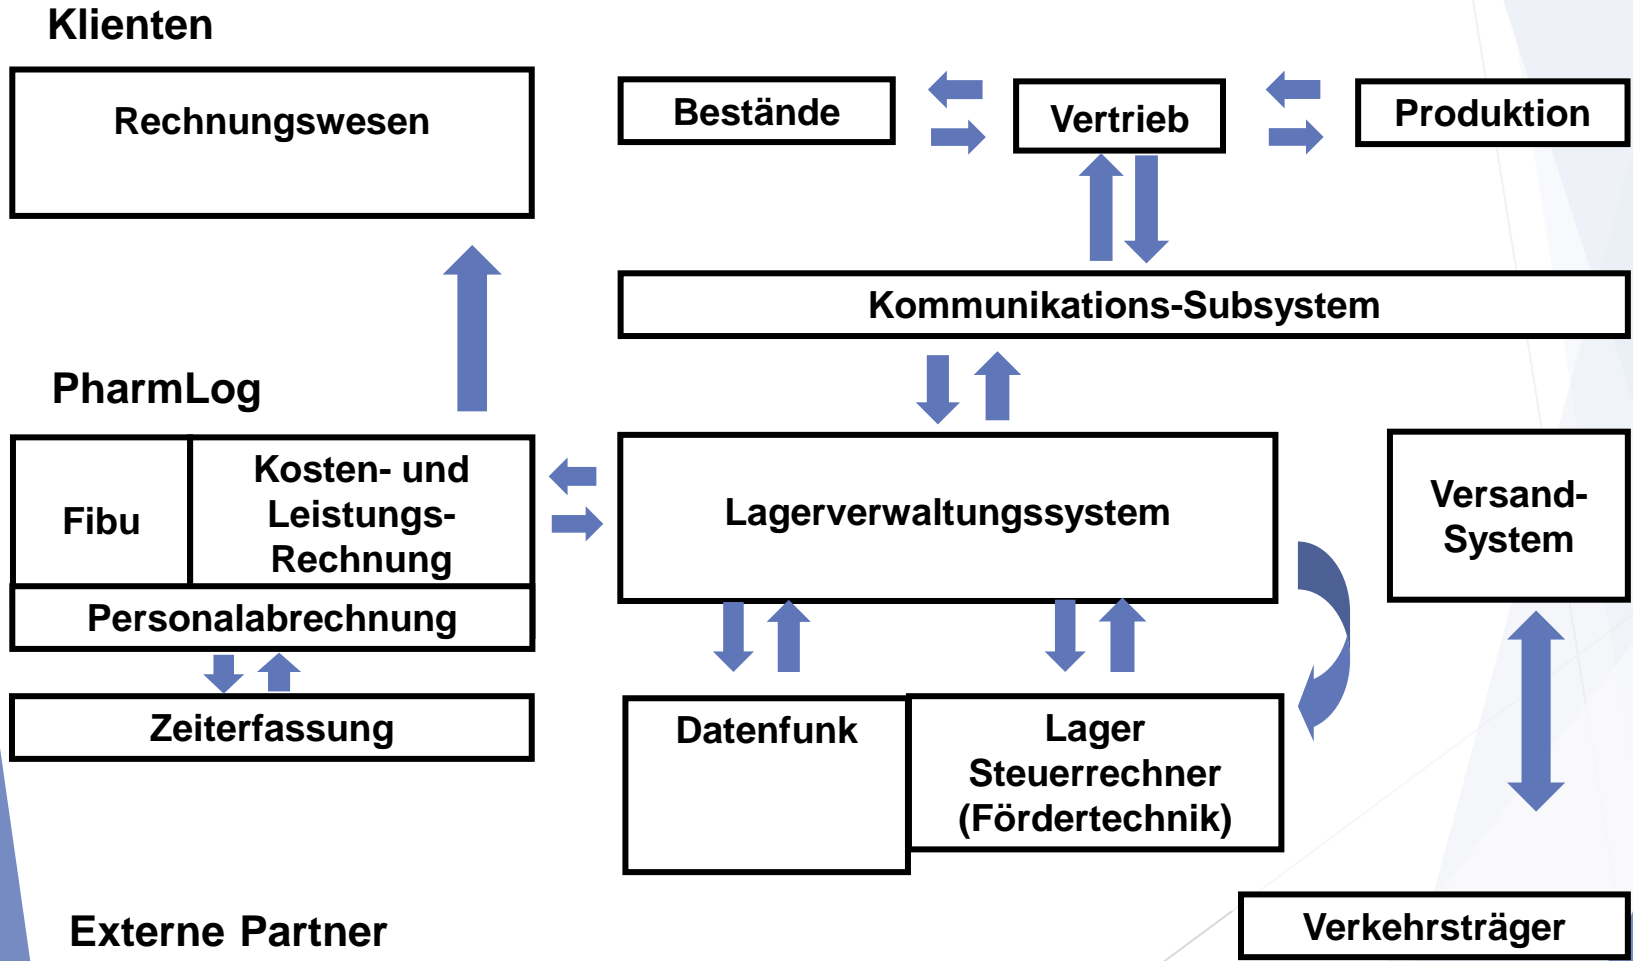 Klienten
Rechnungswesen
Bestände
Vertrieb
Produktion
Kommunikations-Subsystem
PharmLog
Fibu
Kosten- und
Leistungs-
Rechnung
Personalabrechnung
Zeiterfassung
Lagerverwaltungssystem
Versand-
System
Datenfunk
Lager
Steuerrechner
(Fördertechnik)
Externe Partner
Verkehrsträger